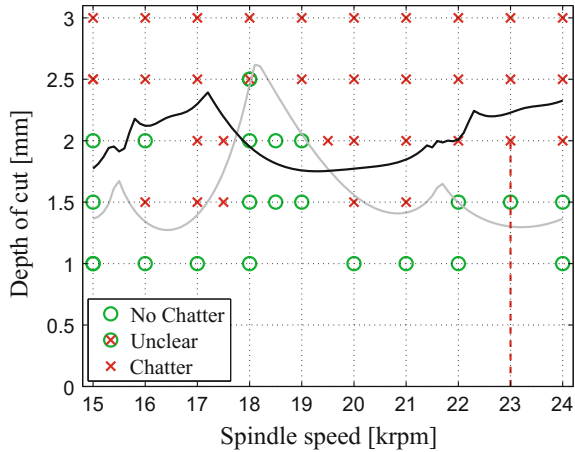 3
2.5
2
1.5
1
0.5
0
Depth of cut [mm]
No Chatter
Unclear
Chatter
15 16 17 18 19 20 21 22 23 24
Spindle speed [krpm]